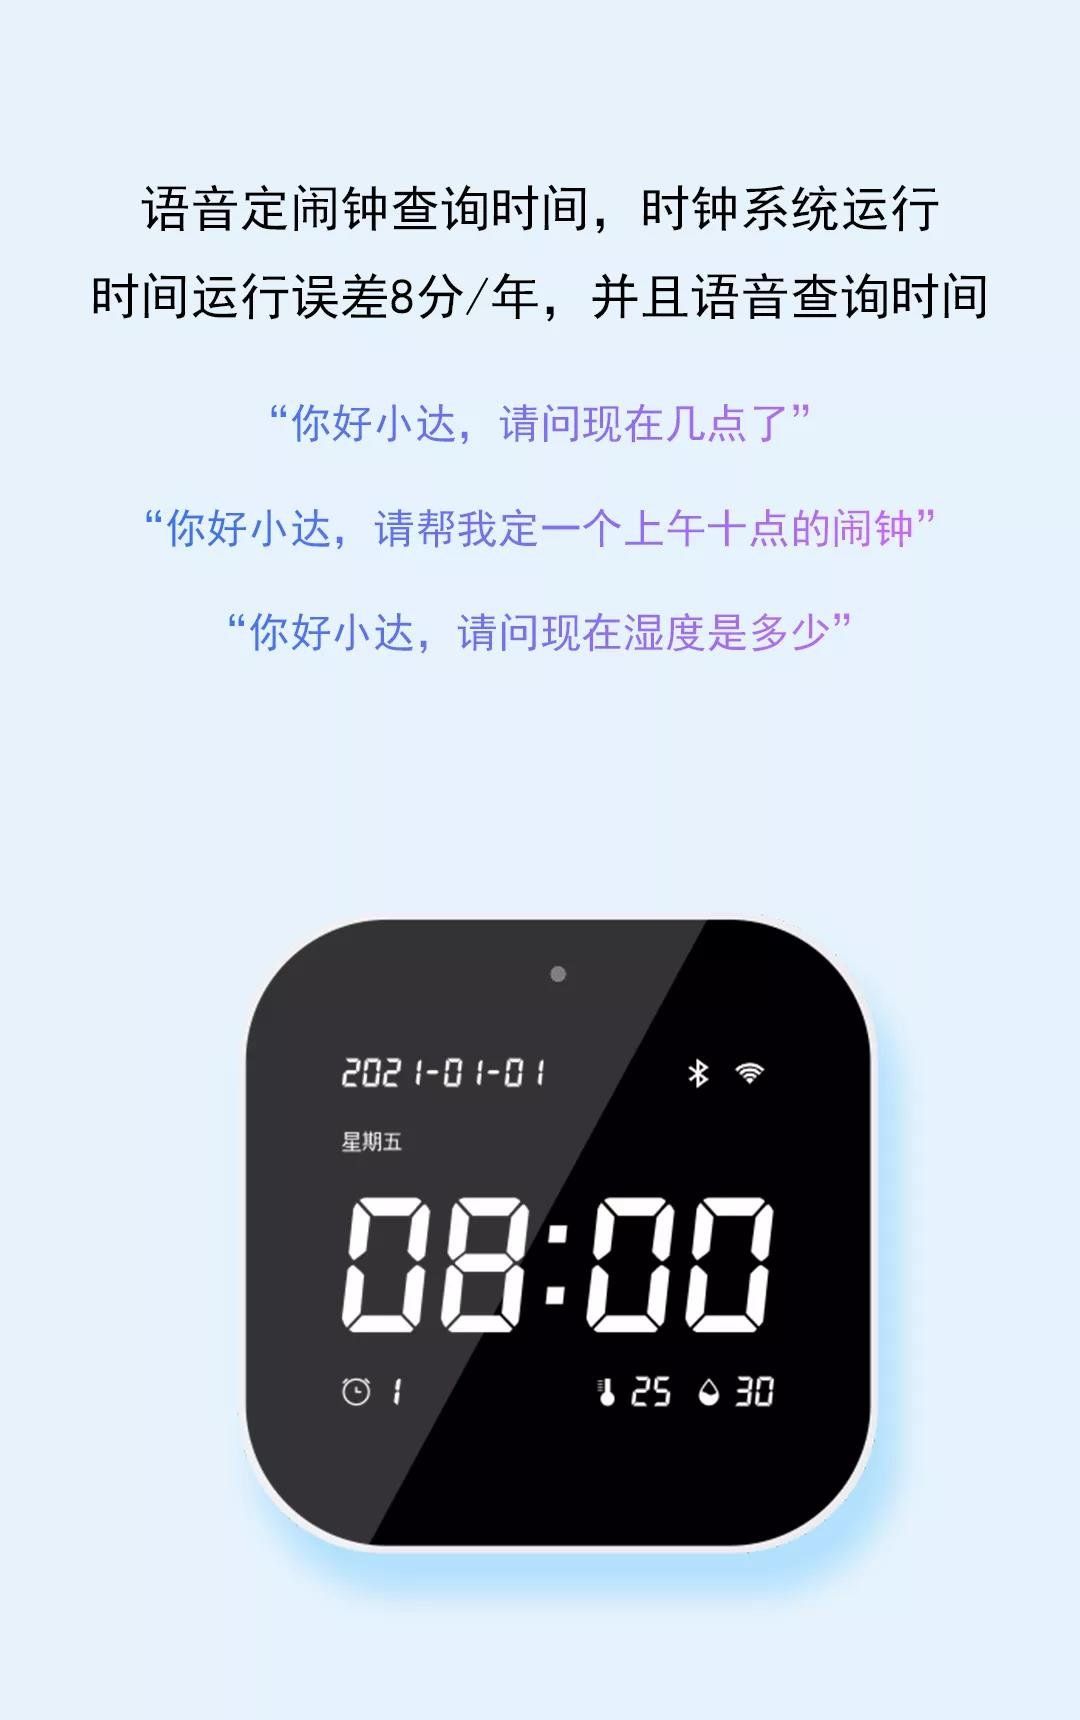 语音定闹钟查询时间，时钟系统运行
时间运行误差8分/年，并且语音查询时间
“你好小达，请问现在几点了”
“你好小达，请帮我定一个上午十点的闹钟”
“你好小达，请问现在湿度是多少”
2021-01-01
星期五
08:00
1 25 30